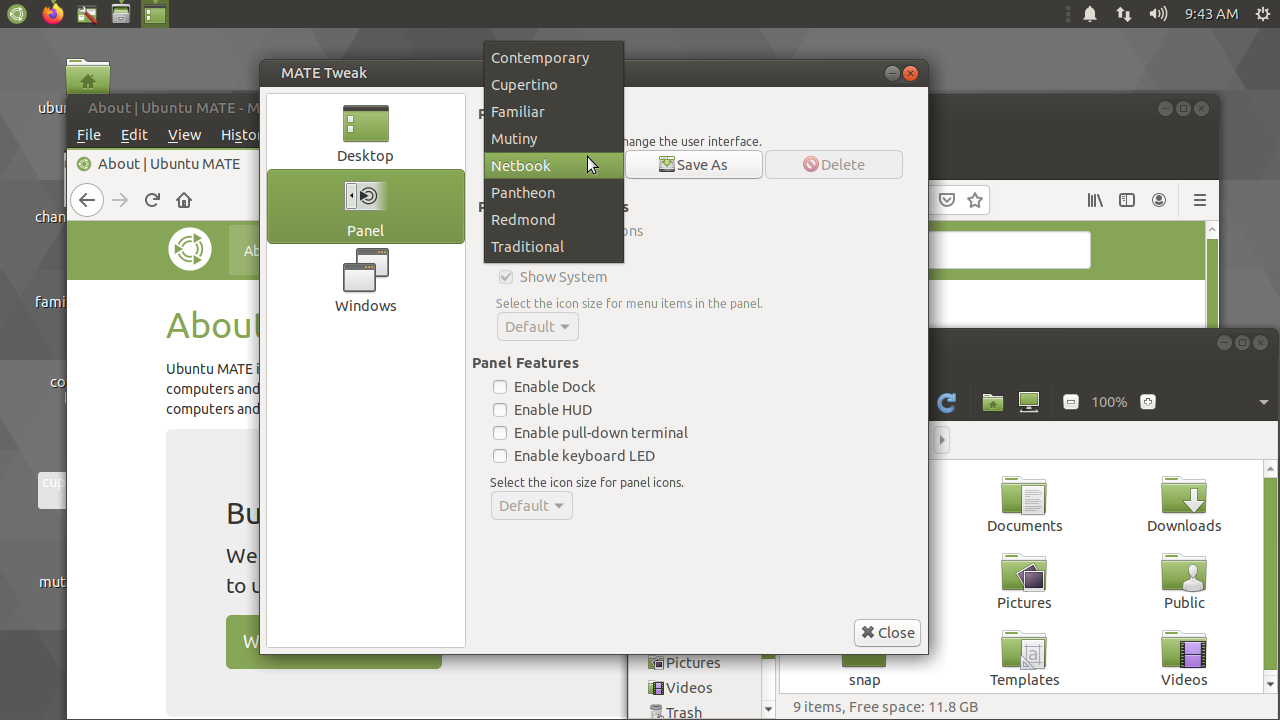 9:43 AM
ubu
chan
fami
co
cup
mut
About | Ubuntu MATE - M
File Edit View Histo
About | Ubuntu MATE
Ab
About
Ubuntu MATE i
computers and
computers and
Bu
We
to u
W
MATE Tweak
Desktop
Panel
Windows
Contemporary
Cupertino
Familiar
Mutiny
Netbook
Pantheon
Redmond
Traditional
hange the user interface.
Save As Delete
ons
Show System
Select the icon size for menu items in the panel.
Default
Panel Features
Enable Dock
Enable HUD
Enable pull-down terminal
Enable keyboard LED
Select the icon size for panel icons.
Default
Close
100%
Documents Downloads
Pictures Public
snap Templates Videos
Pictures
Videos
Trash
9 items, Free space: 11.8 GB